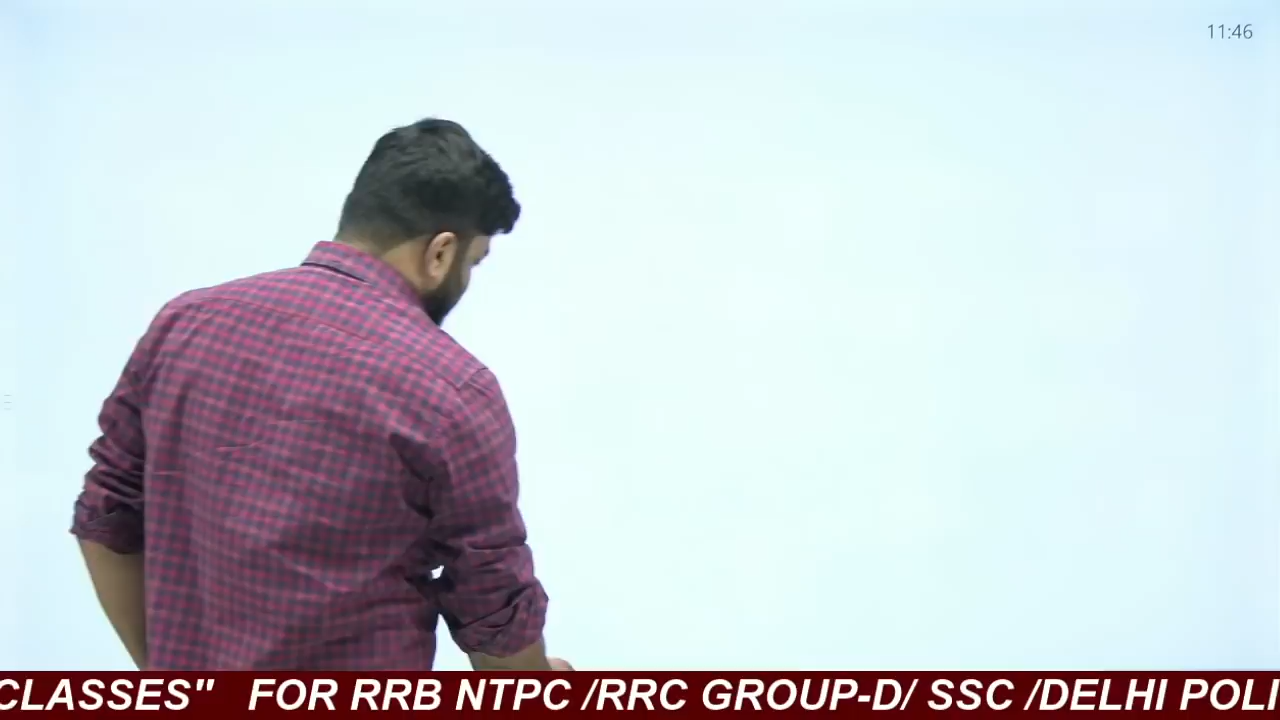 11:46
CLASSES" FOR RRB NTPC /RRC GROUP-D/ SSC /DELHI POLI